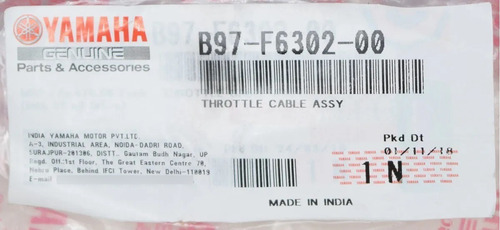 YAMAHA
GENUINE
Parts & Accessories
B97-F6302-00
THROTTLE CABLE ASSY
INDIA YAMAHA MOTOR PVT.LTD.
A-3, INDUSTRIAL AREA, NOIDA-DADRI ROAD,
SURAJPUR-201306, DISTT. Gautam Budh Nagar, UP
Regd. Off.1st Floor, The Great Eastern Centre 70,
Nehru Place, Behind IFCI Tower, New Delhi-110019
E-mail
Pkd Dt
01/11/18
1 N
MADE IN INDIA